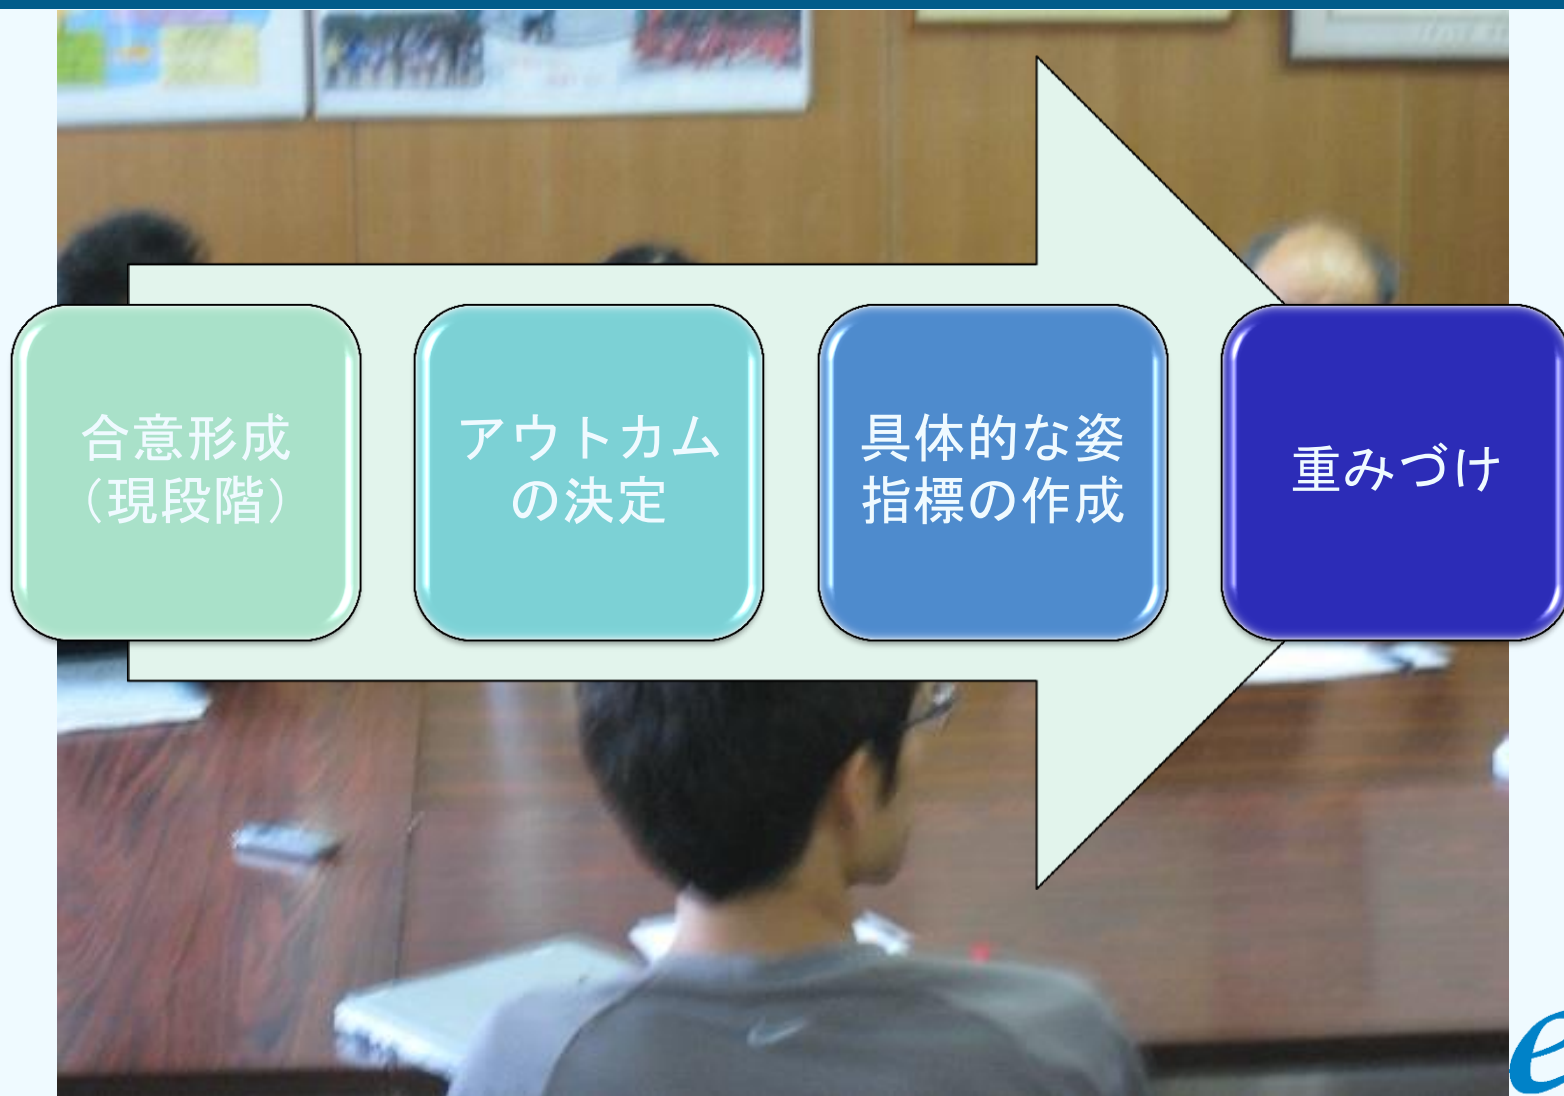 合意形成
（現段階）
アウトカム
の決定
具体的な姿
指標の作成
重みづけ
e